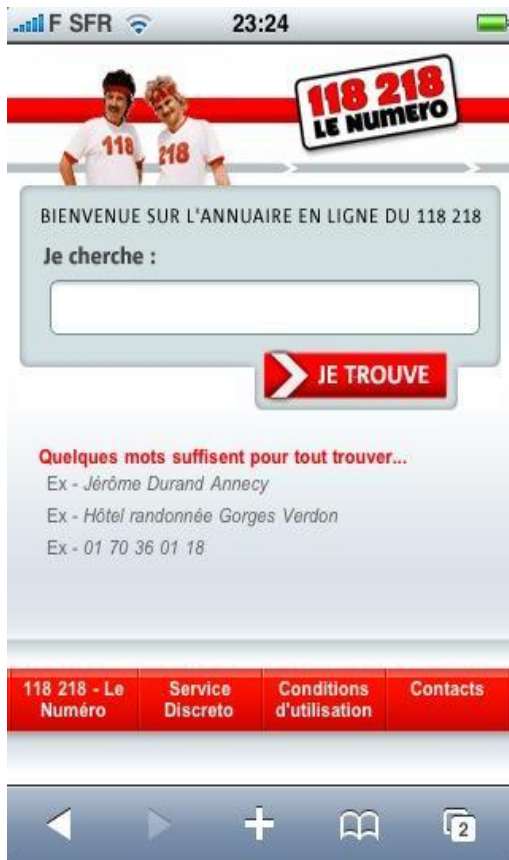 F SFR 23:24
118 218
LE NUMERO
118 218
BIENVENUE SUR L'ANNUAIRE EN LIGNE DU 118 218
Je cherche :
JE TROUVE
Quelques mots suffisent pour tout trouver...
Ex - Jérôme Durand Annecy
Ex - Hôtel randonnée Gorges Verdon
Ex - 01 70 36 01 18
118 218 - Le Numéro
Service Discreto
Conditions d'utilisation
Contacts
2